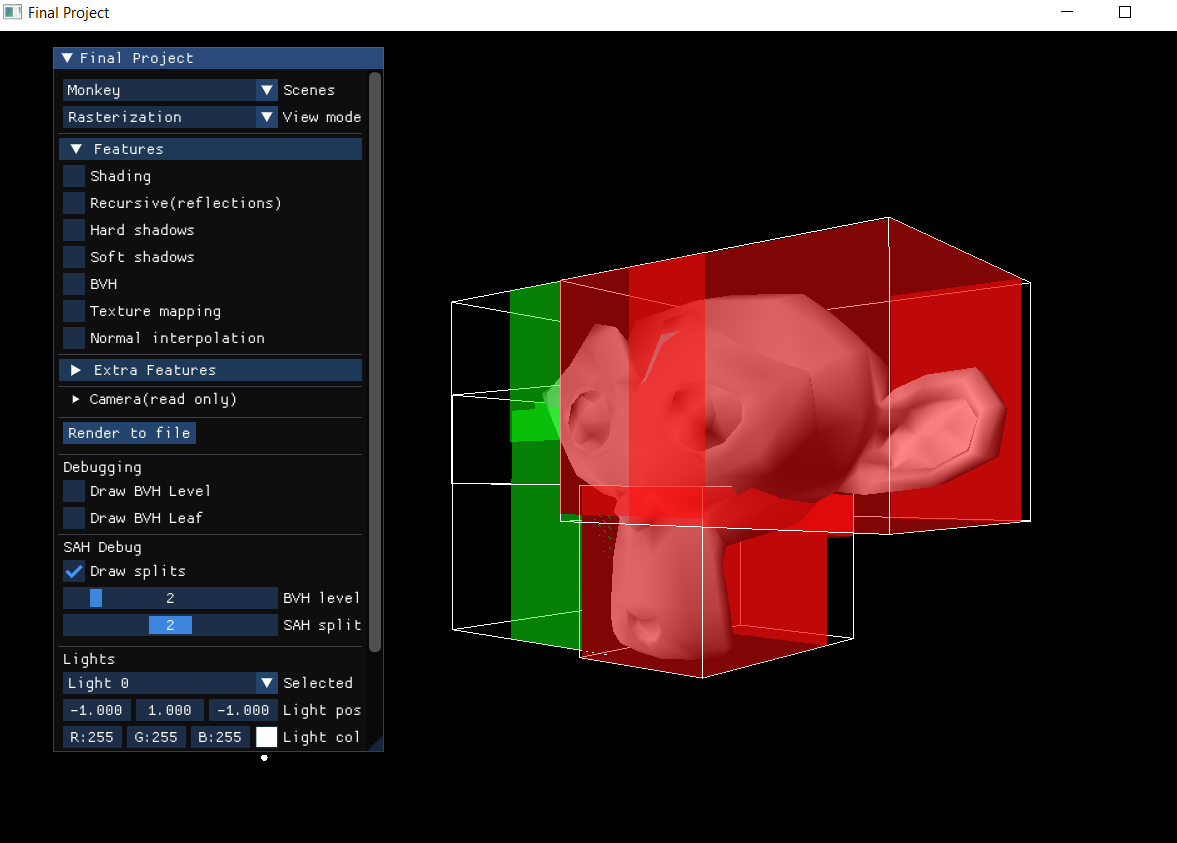 Final Project
Final Project
Monkey Scenes
Rasterization View mode
Features
Shading
Recursive(reflections)
Hard shadows
Soft shadows
BVH
Texture mapping
Normal interpolation
Extra Features
Camera(read only)
Render to file
Debugging
Draw BVH Level
Draw BVH Leaf
SAH Debug
Draw splits
2 BVH level
2 SAH split
Lights
Light 0 Selected
-1.000 1.000 -1.000 Light pos
R:255 G:255 B:255 Light col